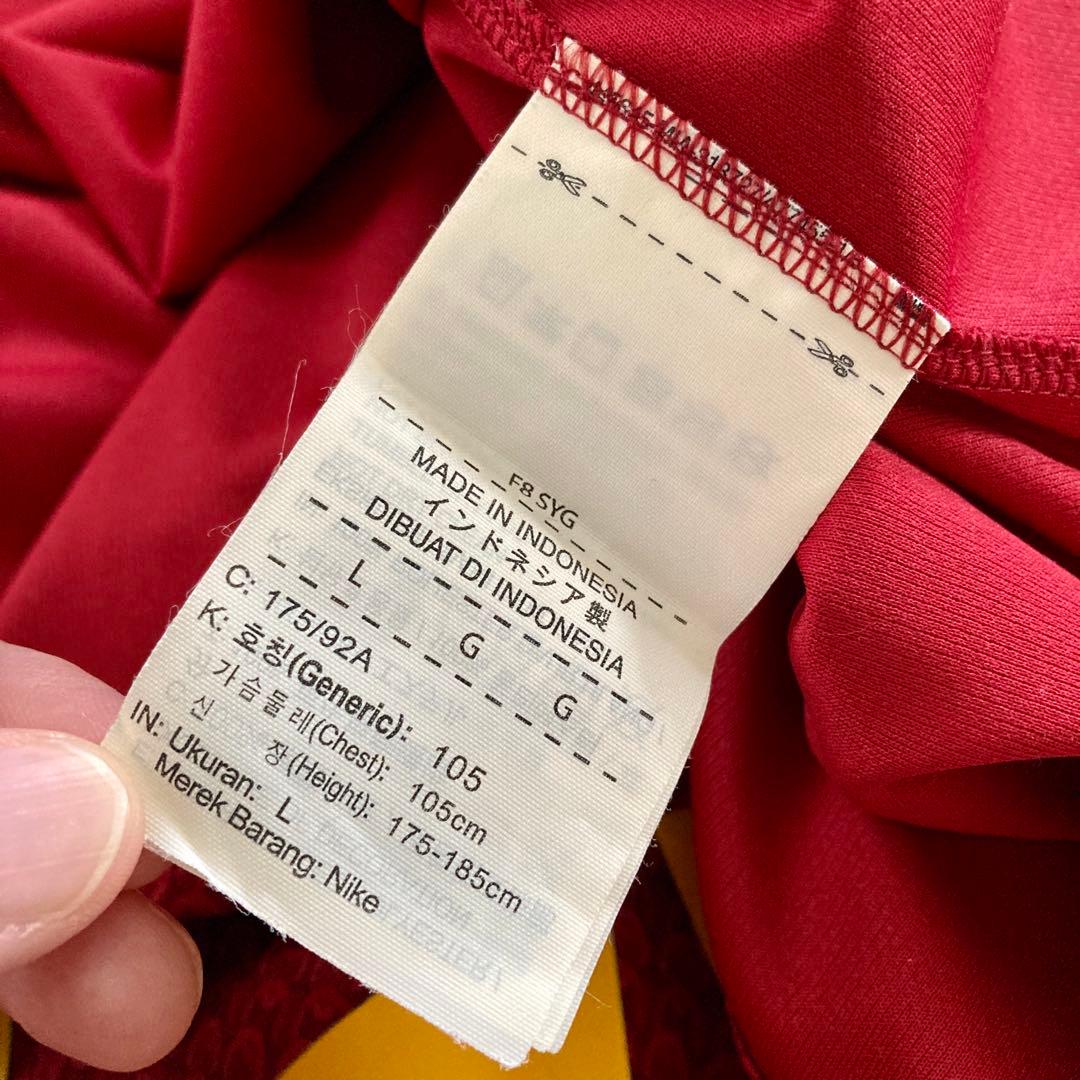 F8 SYG
MADE IN INDONESIA
インドネシア製
DIBUAT DI INDONESIA
L G G
C: 175/92A
K: 호칭(Generic): 105
가슴둘레(Chest): 105cm
신 장(Height): 175-185cm
IN: Ukuran: L
Merek Barang: Nike